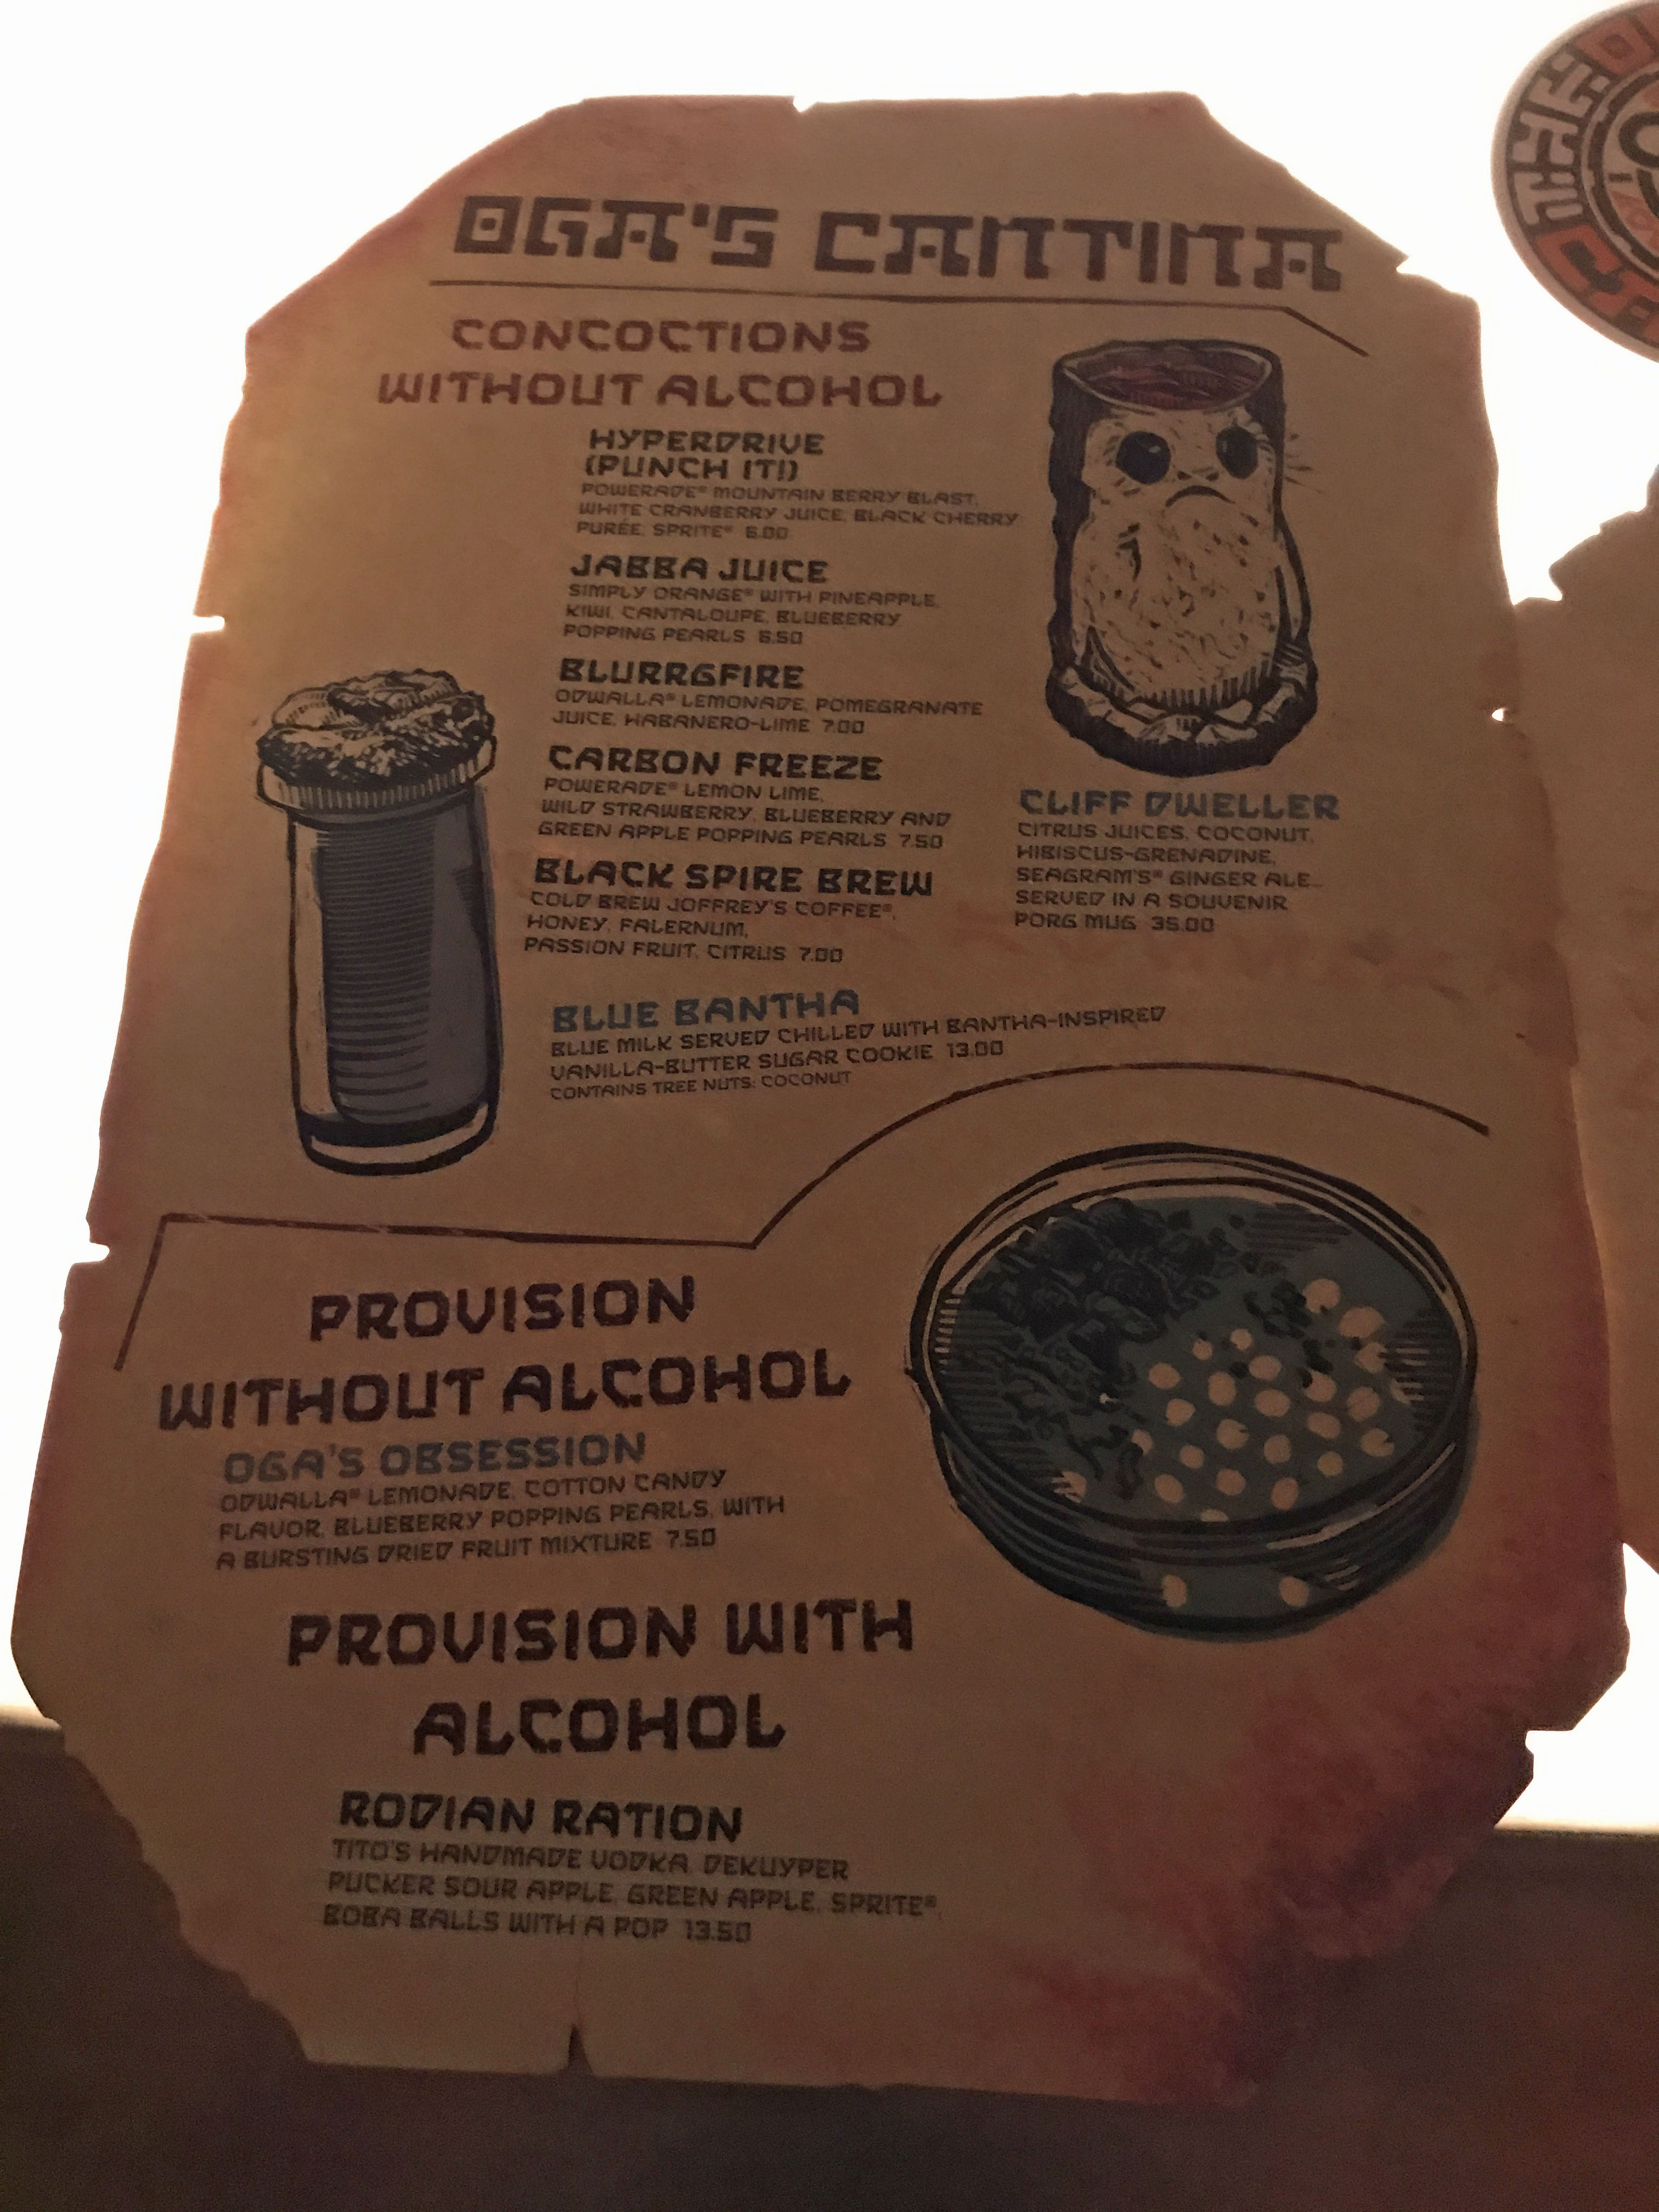 OGA'S CANTINA
CONCOCTIONS
WITHOUT ALCOHOL
HYPERDRIVE
(PUNCH IT!)
POWERADE® MOUNTAIN BERRY BLAST,
WHITE CRANBERRY JUICE, BLACK CHERRY
PURÉE, SPRITE® 6.00
JABBA JUICE
SIMPLY ORANGE® WITH PINEAPPLE,
KIWI, CANTALOUPE, BLUEBERRY
POPPING PEARLS 6.50
BLURRGFIRE
ODWALLA® LEMONADE, POMEGRANATE
JUICE, HABANERO-LIME 7.00
CARBON FREEZE
POWERADE® LEMON LIME,
WILD STRAWBERRY, BLUEBERRY AND
GREEN APPLE POPPING PEARLS 7.50
BLACK SPIRE BREW
COLD BREW JOFFREY'S COFFEE®,
HONEY, FALERNUM,
PASSION FRUIT, CITRUS 7.00
CLIFF DWELLER
CITRUS JUICES, COCONUT,
HIBISCUS-GRENADINE,
SEAGRAM'S® GINGER ALE...
SERVED IN A SOUVENIR
PORG MUG 35.00
BLUE BANTHA
BLUE MILK SERVED CHILLED WITH BANTHA-INSPIRED
VANILLA-BUTTER SUGAR COOKIE 13.00
CONTAINS TREE NUTS: COCONUT
PROVISION
WITHOUT ALCOHOL
OGA'S OBSESSION
ODWALLA® LEMONADE, COTTON CANDY
FLAVOR, BLUEBERRY POPPING PEARLS, WITH
A BURSTING DRIED FRUIT MIXTURE 7.50
PROVISION WITH
ALCOHOL
RODIAN RATION
TITO'S HANDMADE VODKA, DEKUYPER
PUCKER SOUR APPLE, GREEN APPLE, SPRITE®,
BOBA BALLS WITH A POP 13.50
THE